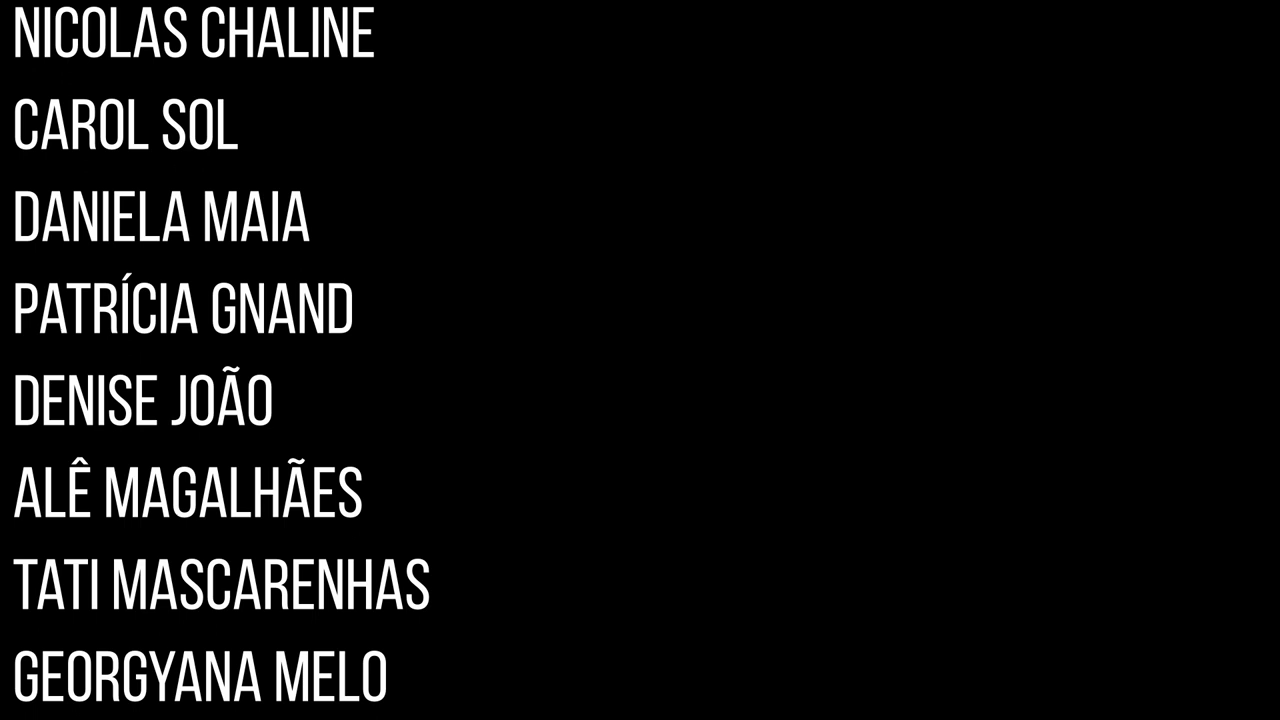 NICOLAS CHALINE
CAROL SOL
DANIELA MAIA
PATRÍCIA GNAND
DENISE JOÃO
ALÊ MAGALHÃES
TATI MASCARENHAS
GEORGYANA MELO